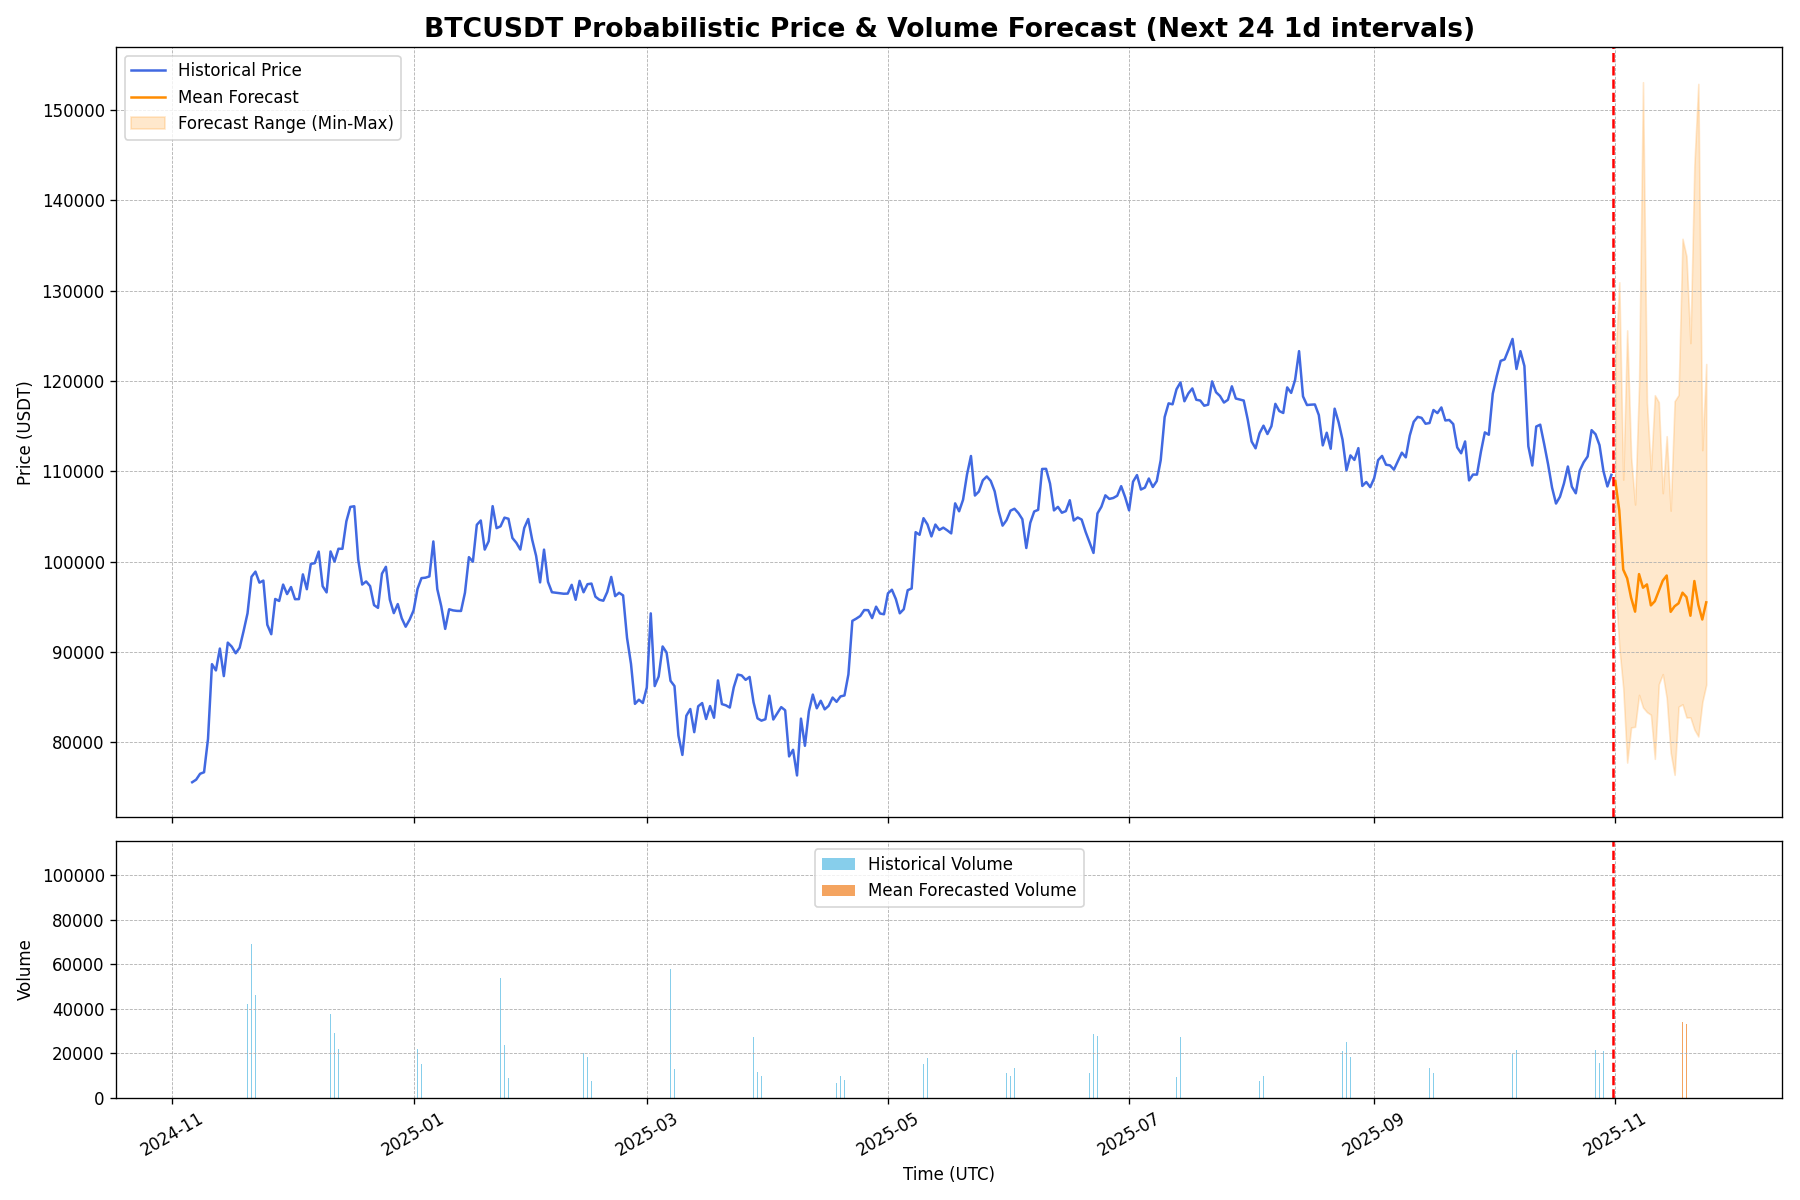 BTCUSDT Probabilistic Price & Volume Forecast (Next 24 1d intervals)
Historical Price
Mean Forecast
Forecast Range (Min-Max)
Price (USDT)
150000
140000
130000
120000
110000
100000
90000
80000
Historical Volume
Mean Forecasted Volume
Volume
100000
80000
60000
40000
20000
0
2024-11
2025-01
2025-03
2025-05
2025-07
2025-09
2025-11
Time (UTC)